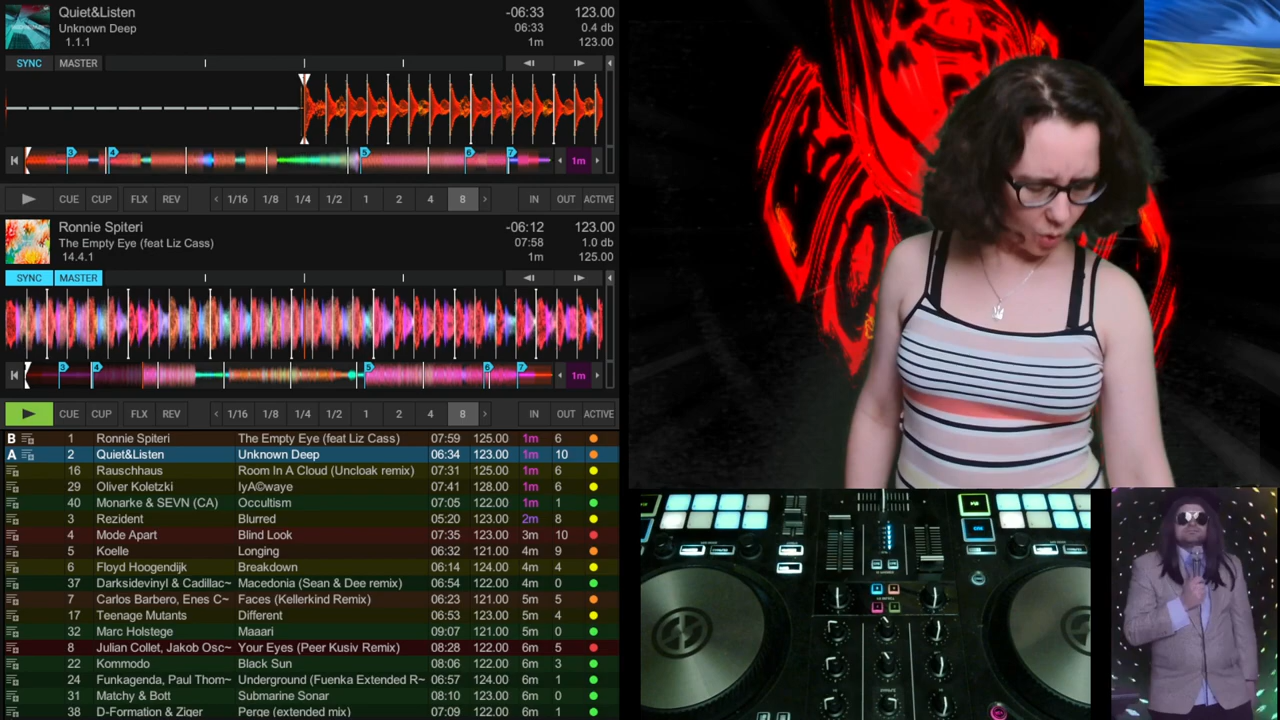 Quiet&Listen -06:33 123.00
Unknown Deep 06:33 0.4 db
1.1.1 1m 123.00
SYNC MASTER
3 4 5 6 7 1m
CUE CUP FLX REV 1/16 1/8 1/4 1/2 1 2 4 8 IN OUT ACTIVE
Ronnie Spiteri -06:12 123.00
The Empty Eye (feat Liz Cass) 07:58 1.0 db
14.4.1 1m 125.00
SYNC MASTER
3 4 5 6 7 1m
CUE CUP FLX REV 1/16 1/8 1/4 1/2 1 2 4 8 IN OUT ACTIVE
B 1 Ronnie Spiteri The Empty Eye (feat Liz Cass) 07:59 125.00 1m 6
A 2 Quiet&Listen Unknown Deep 06:34 123.00 1m 10
16 Rauschhaus Room In A Cloud (Uncloak remix) 07:31 125.00 1m 6
29 Oliver Koletzki IyA©waye 07:41 128.00 1m 6
40 Monarke & SEVN (CA) Occultism 07:05 122.00 1m 1
3 Rezident Blurred 05:20 123.00 2m 8
4 Mode Apart Blind Look 07:35 123.00 3m 10
5 Koelle Longing 06:32 121.00 4m 9
6 Floyd Hoogendijk Breakdown 06:14 124.00 4m 4
37 Darksidevinyl & Cadillac~ Macedonia (Sean & Dee remix) 06:54 122.00 4m 0
7 Carlos Barbero, Enes C~ Faces (Kellerkind Remix) 06:23 121.00 5m 5
17 Teenage Mutants Different 06:53 123.00 5m 4
32 Marc Holstege Maaari 09:07 121.00 5m 0
8 Julian Collet, Jakob Osc~ Your Eyes (Peer Kusiv Remix) 08:28 122.00 6m 5
22 Kommodo Black Sun 08:06 122.00 6m 3
24 Funkagenda, Paul Thom~ Underground (Fuenka Extended R~ 06:57 124.00 6m 1
31 Matchy & Bott Submarine Sonar 08:10 123.00 6m 0
38 D-Formation & Ziger Perge (extended mix) 07:09 122.00 6m 1